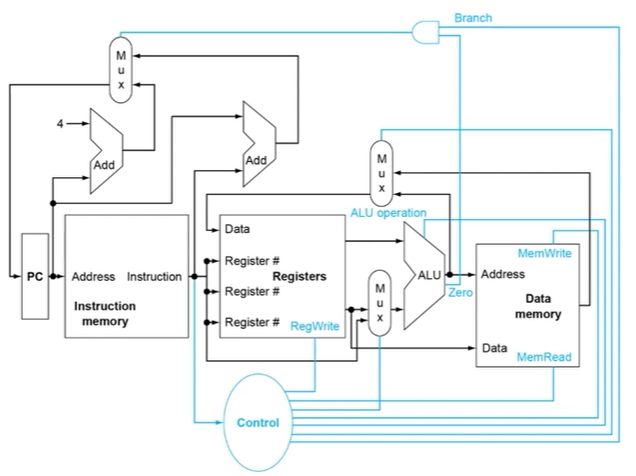 Branch
M
u
x
4
Add
Add
M
u
x
ALU operation
Data
Register #
Registers
Register #
Register #
RegWrite
PC
Address
Instruction
Instruction
memory
M
u
x
ALU
Zero
MemWrite
Address
Data
memory
Data
MemRead
Control